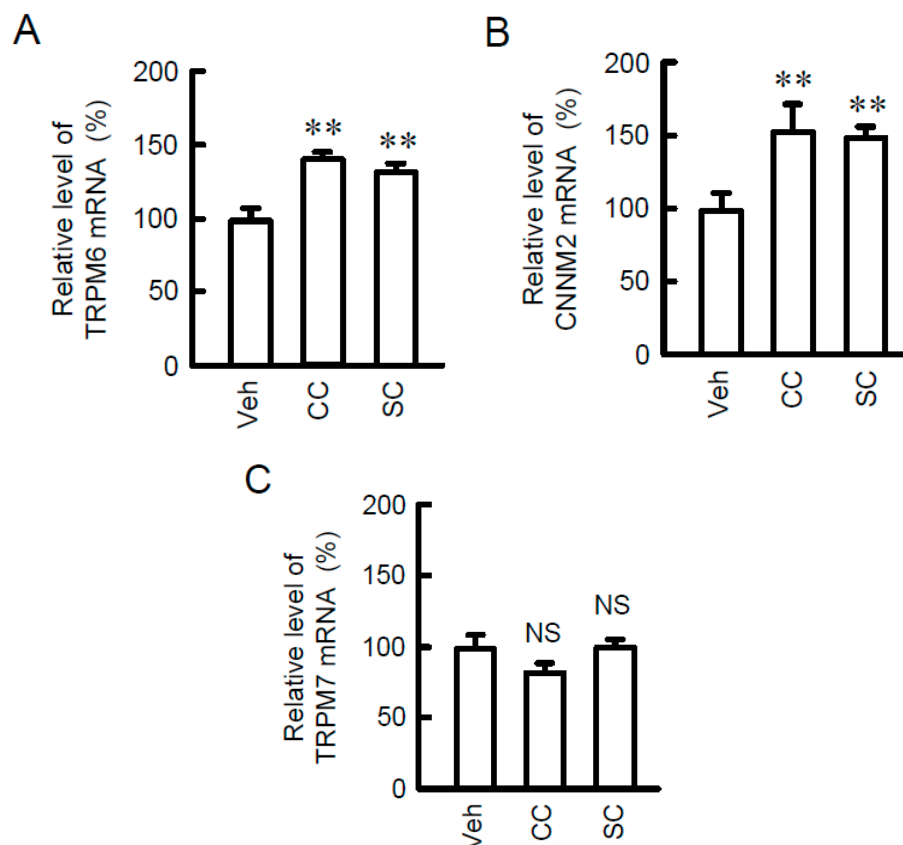 A
Relative level of
TRPM6 mRNA (%)
200
150
100
50
0
**
**
Veh
CC
SC
B
Relative level of
CNNM2 mRNA (%)
200
150
100
50
0
**
**
Veh
CC
SC
C
Relative level of
TRPM7 mRNA (%)
200
150
100
50
0
NS
NS
Veh
CC
SC